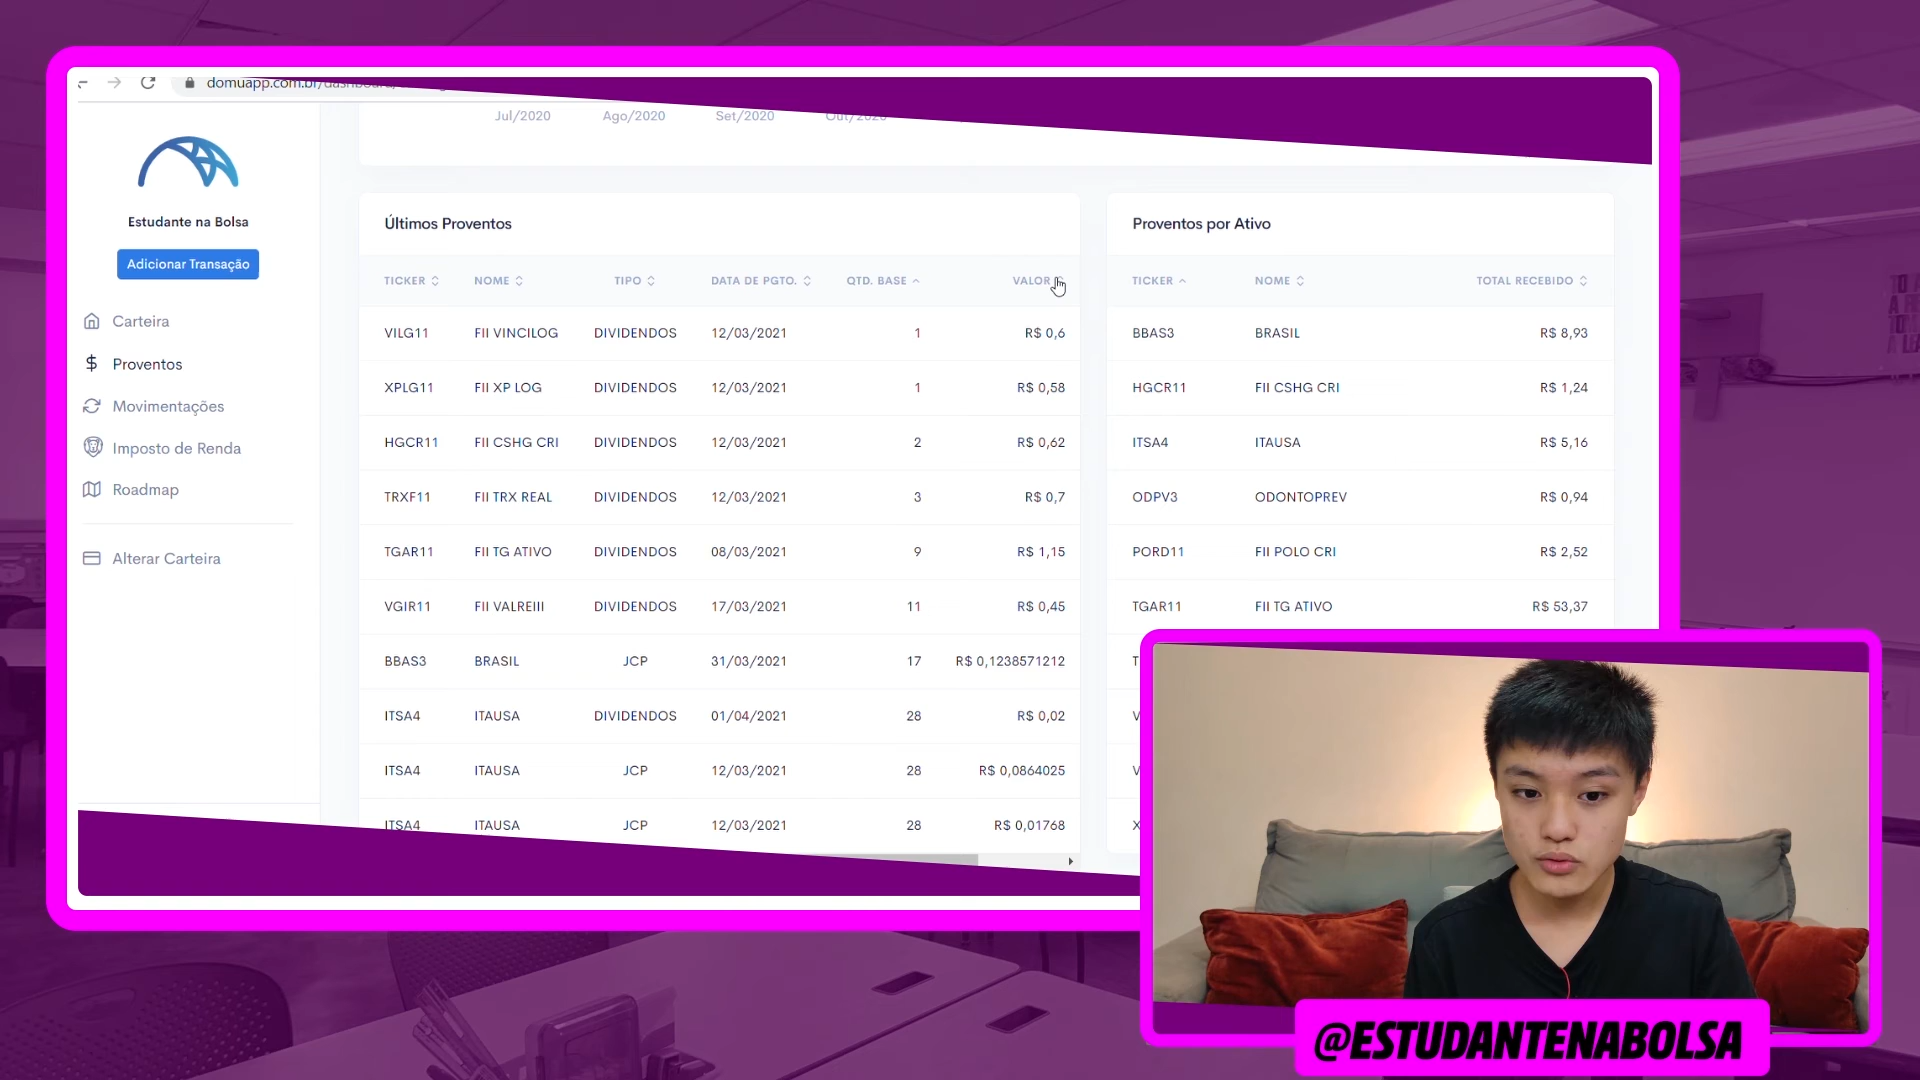 domuapp.com.br/dashboard/
Jul/2020 Ago/2020 Set/2020 Out/2020
Estudante na Bolsa
Adicionar Transação
Carteira
Proventos
Movimentações
Imposto de Renda
Roadmap
Alterar Carteira
Últimos Proventos
TICKER NOME TIPO DATA DE PGTO. QTD. BASE VALOR
VILG11 FII VINCILOG DIVIDENDOS 12/03/2021 1 R$ 0,6
XPLG11 FII XP LOG DIVIDENDOS 12/03/2021 1 R$ 0,58
HGCR11 FII CSHG CRI DIVIDENDOS 12/03/2021 2 R$ 0,62
TRXF11 FII TRX REAL DIVIDENDOS 12/03/2021 3 R$ 0,7
TGAR11 FII TG ATIVO DIVIDENDOS 08/03/2021 9 R$ 1,15
VGIR11 FII VALREIII DIVIDENDOS 17/03/2021 11 R$ 0,45
BBAS3 BRASIL JCP 31/03/2021 17 R$ 0,1238571212
ITSA4 ITAUSA DIVIDENDOS 01/04/2021 28 R$ 0,02
ITSA4 ITAUSA JCP 12/03/2021 28 R$ 0,0864025
ITSA4 ITAUSA JCP 12/03/2021 28 R$ 0,01768
Proventos por Ativo
TICKER NOME TOTAL RECEBIDO
BBAS3 BRASIL R$ 8,93
HGCR11 FII CSHG CRI R$ 1,24
ITSA4 ITAUSA R$ 5,16
ODPV3 ODONTOPREV R$ 0,94
PORD11 FII POLO CRI R$ 2,52
TGAR11 FII TG ATIVO R$ 53,37
T
V
V
X
@ESTUDANTENABOLSA